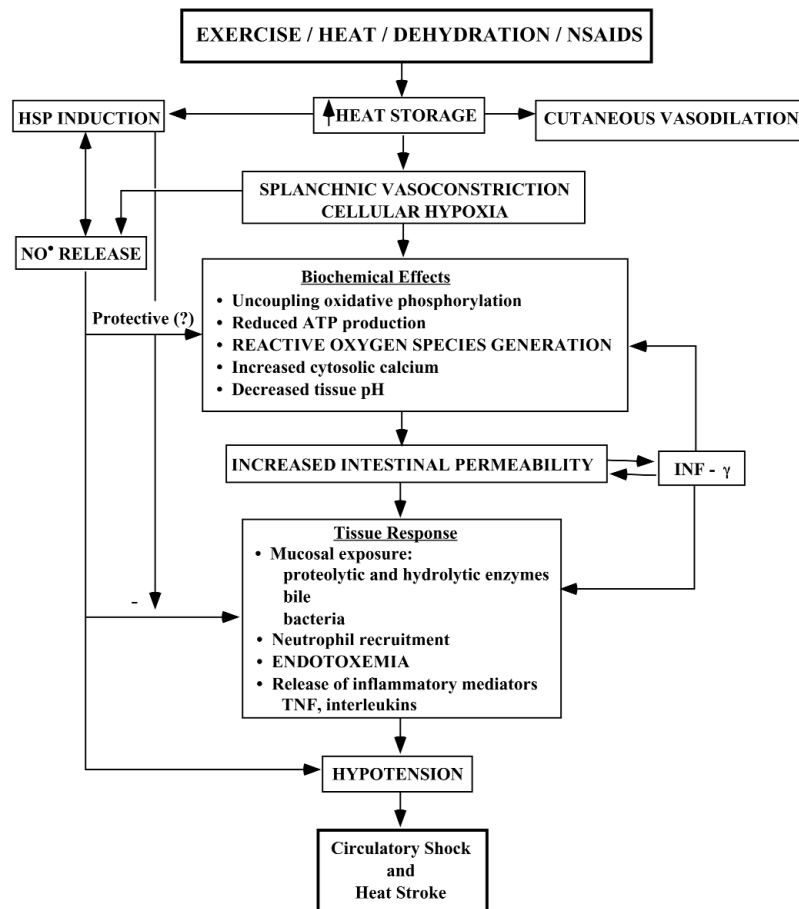 EXERCISE / HEAT / DEHYDRATION / NSAIDS
HSP INDUCTION
HEAT STORAGE
CUTANEOUS VASODILATION
SPLANCHNIC VASOCONSTRICTION
CELLULAR HYPOXIA
NO• RELEASE
Biochemical Effects
• Uncoupling oxidative phosphorylation
• Reduced ATP production
• REACTIVE OXYGEN SPECIES GENERATION
• Increased cytosolic calcium
• Decreased tissue pH
Protective (?)
INCREASED INTESTINAL PERMEABILITY
INF - γ
Tissue Response
• Mucosal exposure:
proteolytic and hydrolytic enzymes
bile
bacteria
• Neutrophil recruitment
• ENDOTOXEMIA
• Release of inflammatory mediators
TNF, interleukins
-
HYPOTENSION
Circulatory Shock
and
Heat Stroke